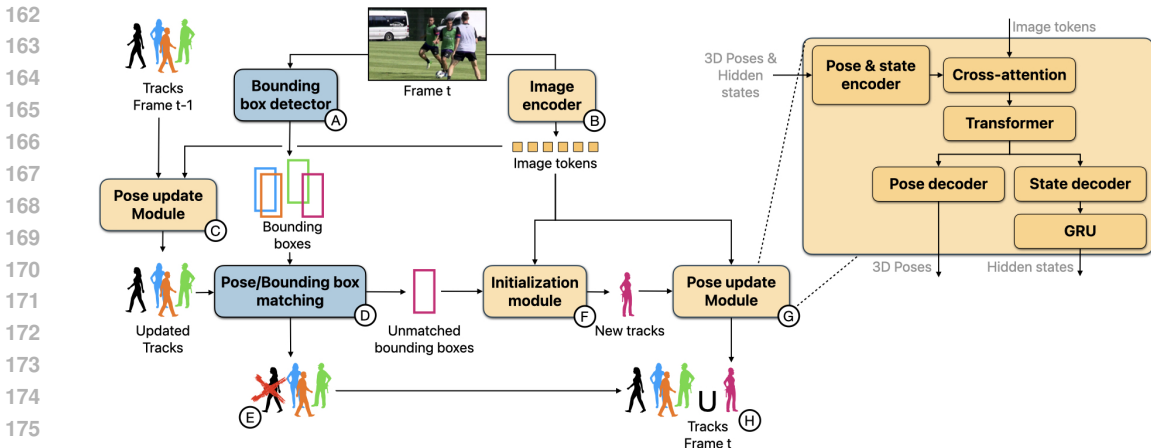 162
163
164
165
166
167
168
169
170
171
172
173
174
175
Tracks
Frame t-1
Bounding
box detector
A
Frame t
Image
encoder
B
Image tokens
Pose update
Module
C
Bounding
boxes
Updated
Tracks
Pose/Bounding box
matching
D
Unmatched
bounding boxes
Initialization
module
F
New tracks
Pose update
Module
G
E
U
H
Tracks
Frame t
Image tokens
3D Poses &
Hidden
states
Pose & state
encoder
Cross-attention
Transformer
Pose decoder
State decoder
GRU
3D Poses
Hidden states